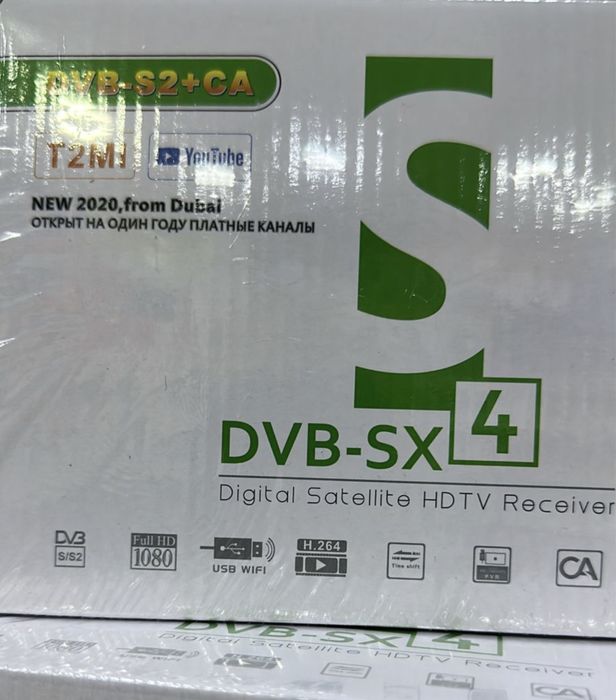 DVB-S2+CA
T2MI
YouTube
NEW 2020,from Dubai
ОТКРЫТ НА ОДИН ГОДУ ПЛАТНЫЕ КАНАЛЫ
S
DVB-SX4
Digital Satellite HDTV Receiver
DVB
S/S2
Full HD
1080
USB WIFI
H.264
Time shift
PVR
CA
DVB-SX4
Digital Satellite HDTV Receiver